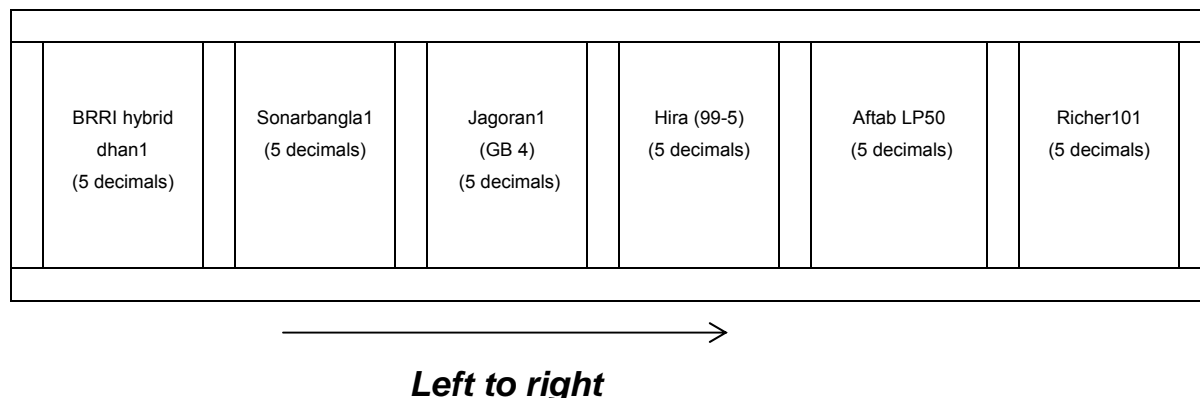 BRRI hybrid
dhan1
(5 decimals)
Sonarbangla1
(5 decimals)
Jagoran1
(GB 4)
(5 decimals)
Hira (99-5)
(5 decimals)
Aftab LP50
(5 decimals)
Richer101
(5 decimals)
Left to right